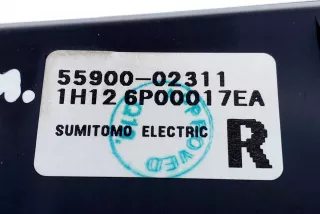 55900-02311
1H12 6P00017EA
SUMITOMO ELECTRIC R